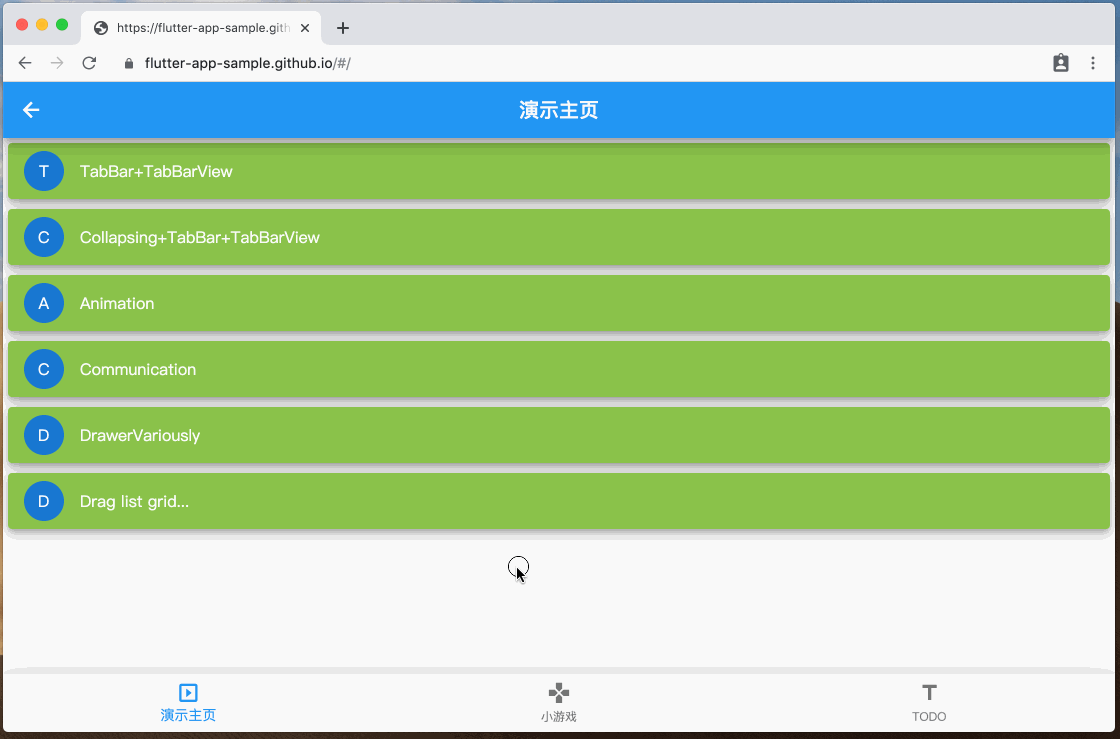 https://flutter-app-sample.gith
flutter-app-sample.github.io/#/
演示主页
T TabBar+TabBarView
C Collapsing+TabBar+TabBarView
A Animation
C Communication
D DrawerVariously
D Drag list grid...
演示主页
小游戏
TODO